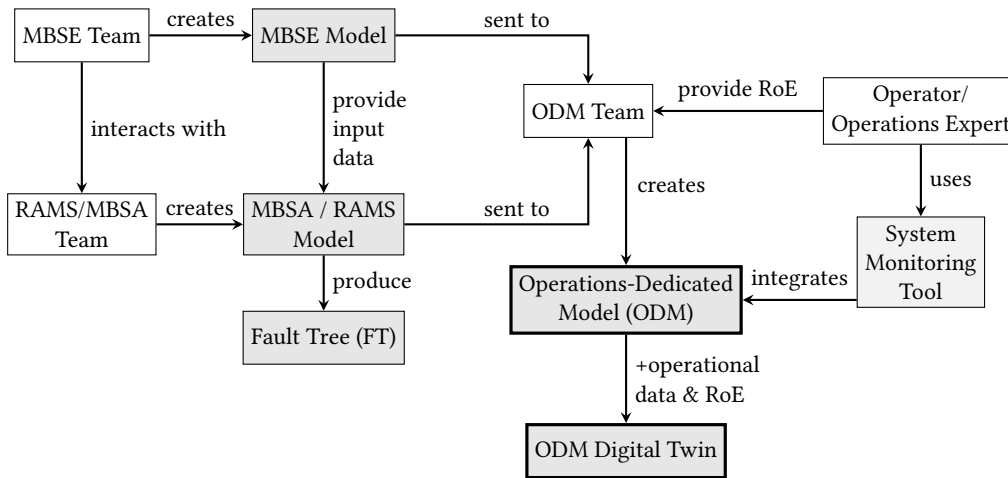 MBSE Team
creates
MBSE Model
sent to
interacts with
provide
input
data
ODM Team
provide RoE
Operator/
Operations Expert
RAMS/MBSA
Team
creates
MBSA / RAMS
Model
sent to
creates
uses
produce
Fault Tree (FT)
Operations-Dedicated
Model (ODM)
integrates
System
Monitoring
Tool
+operational
data & RoE
ODM Digital Twin